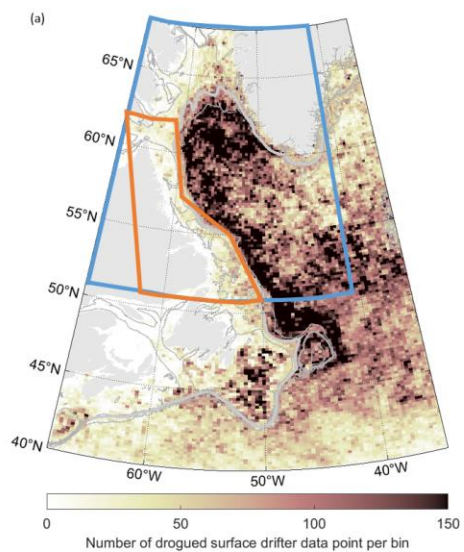 (a)
65°N
60°N
55°N
50°N
45°N
40°N
60°W
50°W
40°W
0
50
100
150
Number of drogued surface drifter data point per bin